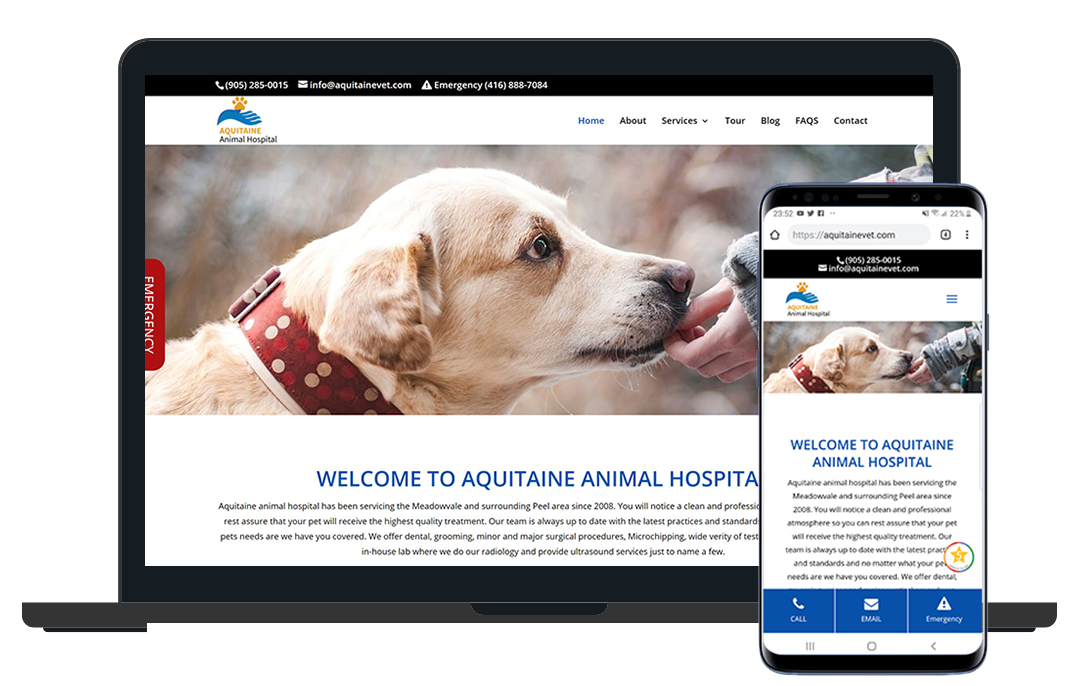 (905) 285-0015 info@aquitainevet.com Emergency (416) 888-7084
AQUITAINE
Animal Hospital
Home About Services Tour Blog FAQS Contact
EMERGENCY
WELCOME TO AQUITAINE ANIMAL HOSPITA
Aquitaine animal hospital has been servicing the Meadowvale and surrounding Peel area since 2008. You will notice a clean and professio
rest assure that your pet will receive the highest quality treatment. Our team is always up to date with the latest practices and standards
pets needs are we have you covered. We offer dental, grooming, minor and major surgical procedures, Microchipping, wide verity of test
in-house lab where we do our radiology and provide ultrasound services just to name a few.
23:52 22%
https://aquitainevet.com 4
(905) 285-0015
info@aquitainevet.com
AQUITAINE
Animal Hospital
WELCOME TO AQUITAINE
ANIMAL HOSPITAL
Aquitaine animal hospital has been servicing the
Meadowvale and surrounding Peel area since
2008. You will notice a clean and professional
atmosphere so you can rest assure that your pet
will receive the highest quality treatment. Our
team is always up to date with the latest pract
and standards and no matter what your pe
needs are we have you covered. We offer dental,
5
CALL EMAIL Emergency